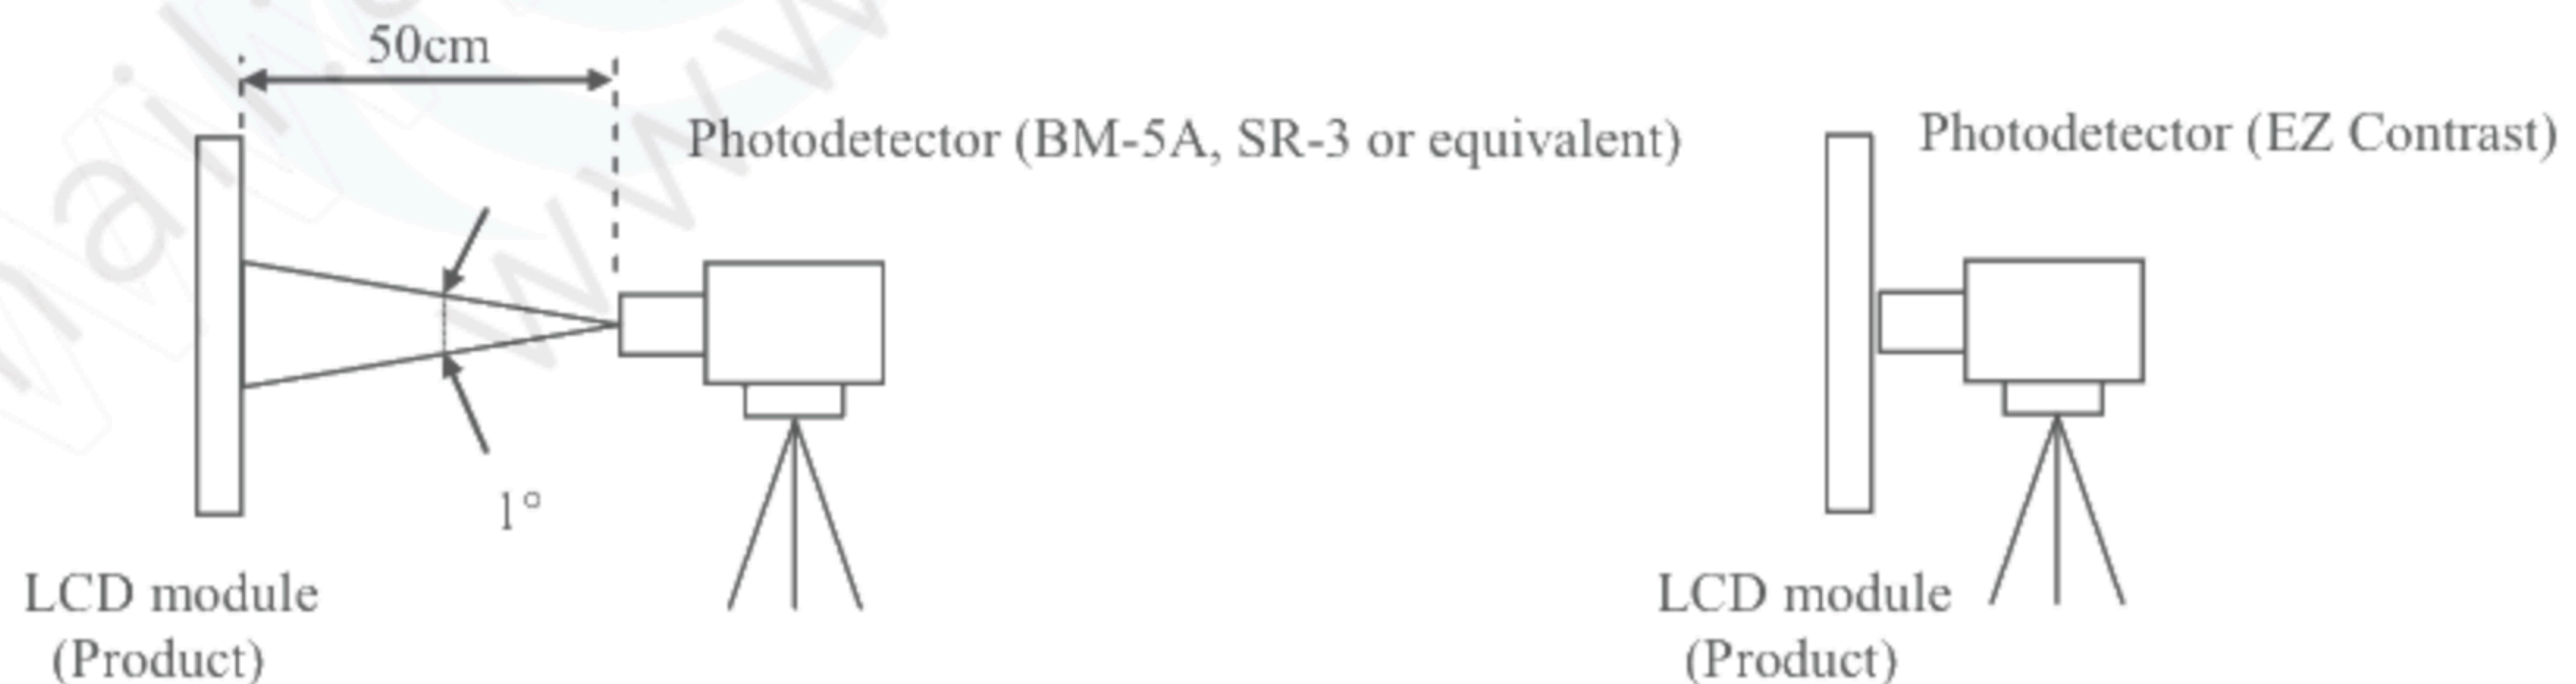 50cm
Photodetector (BM-5A, SR-3 or equivalent)
1°
LCD module
(Product)
Photodetector (EZ Contrast)
LCD module
(Product)